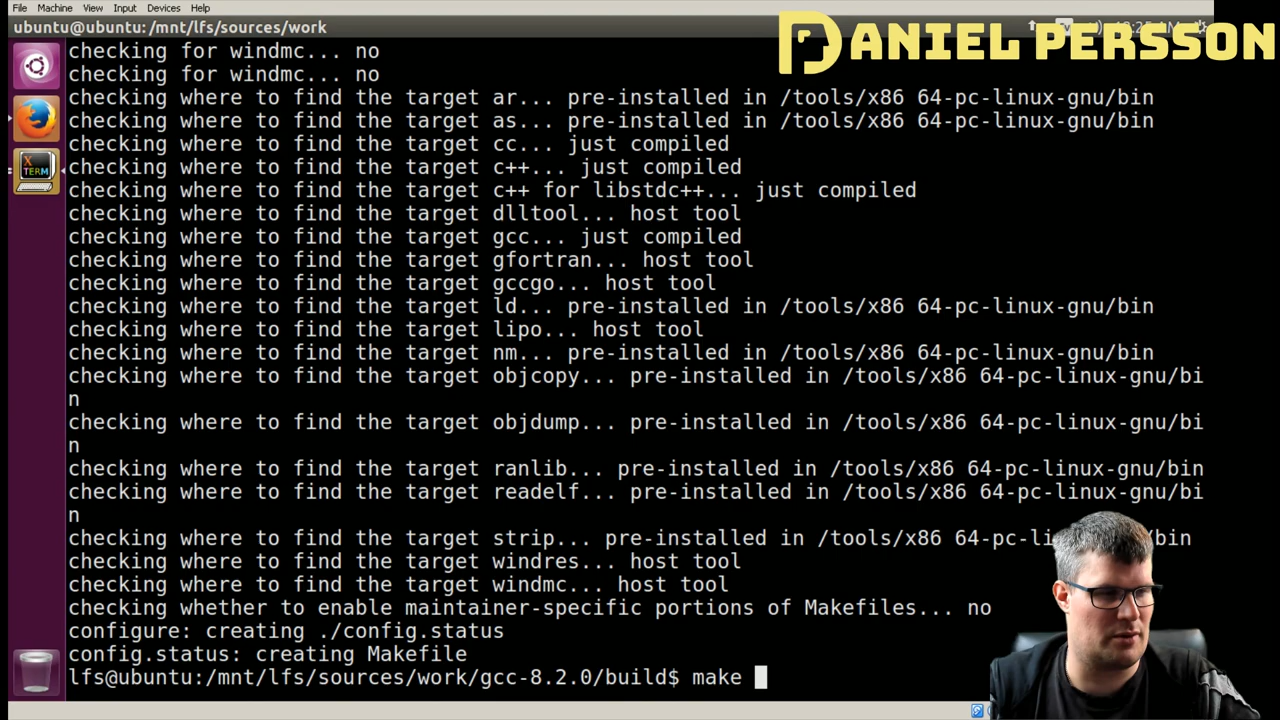 File Machine View Input Devices Help
ubuntu@ubuntu: /mnt/lfs/sources/work
DANIEL PERSSON
checking for windmc... no
checking for windmc... no
checking where to find the target ar... pre-installed in /tools/x86 64-pc-linux-gnu/bin
checking where to find the target as... pre-installed in /tools/x86 64-pc-linux-gnu/bin
checking where to find the target cc... just compiled
checking where to find the target c++... just compiled
checking where to find the target c++ for libstdc++... just compiled
checking where to find the target dlltool... host tool
checking where to find the target gcc... just compiled
checking where to find the target gfortran... host tool
checking where to find the target gccgo... host tool
checking where to find the target ld... pre-installed in /tools/x86 64-pc-linux-gnu/bin
checking where to find the target lipo... host tool
checking where to find the target nm... pre-installed in /tools/x86 64-pc-linux-gnu/bin
checking where to find the target objcopy... pre-installed in /tools/x86 64-pc-linux-gnu/bi
n
checking where to find the target objdump... pre-installed in /tools/x86 64-pc-linux-gnu/bi
n
checking where to find the target ranlib... pre-installed in /tools/x86 64-pc-linux-gnu/bin
checking where to find the target readelf... pre-installed in /tools/x86 64-pc-linux-gnu/bi
n
checking where to find the target strip... pre-installed in /tools/x86 64-pc-li bin
checking where to find the target windres... host tool
checking where to find the target windmc... host tool
checking whether to enable maintainer-specific portions of Makefiles... no
configure: creating ./config.status
config.status: creating Makefile
lfs@ubuntu:/mnt/lfs/sources/work/gcc-8.2.0/build$ make
X
TERM